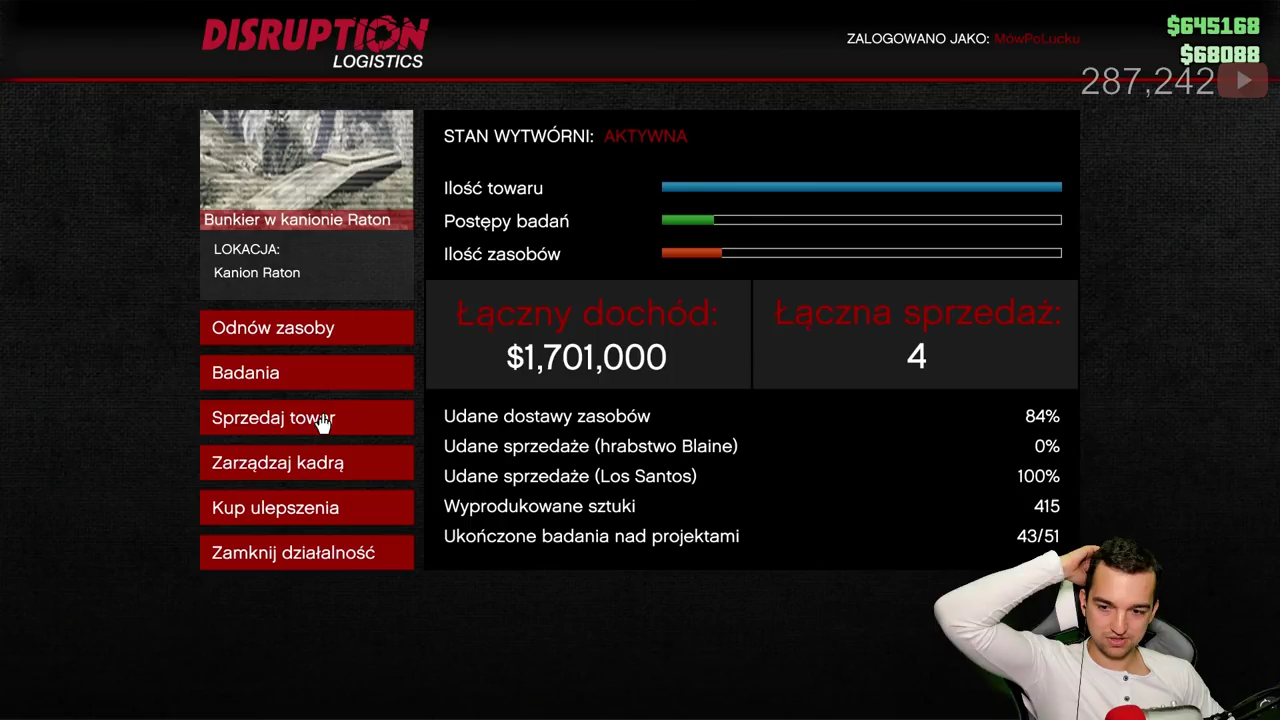 DISRUPTION
LOGISTICS
ZALOGOWANO JAKO: MówPoLucku
$645168
$68088
287,242
Bunkier w kanionie Raton
LOKACJA:
Kanion Raton
Odnów zasoby
Badania
Sprzedaj towar
Zarządzaj kadrą
Kup ulepszenia
Zamknij działalność
STAN WYTWÓRNI: AKTYWNA
Ilość towaru
Postępy badań
Ilość zasobów
Łączny dochód:
$1,701,000
Łączna sprzedaż:
4
Udane dostawy zasobów 84%
Udane sprzedaże (hrabstwo Blaine) 0%
Udane sprzedaże (Los Santos) 100%
Wyprodukowane sztuki 415
Ukończone badania nad projektami 43/51